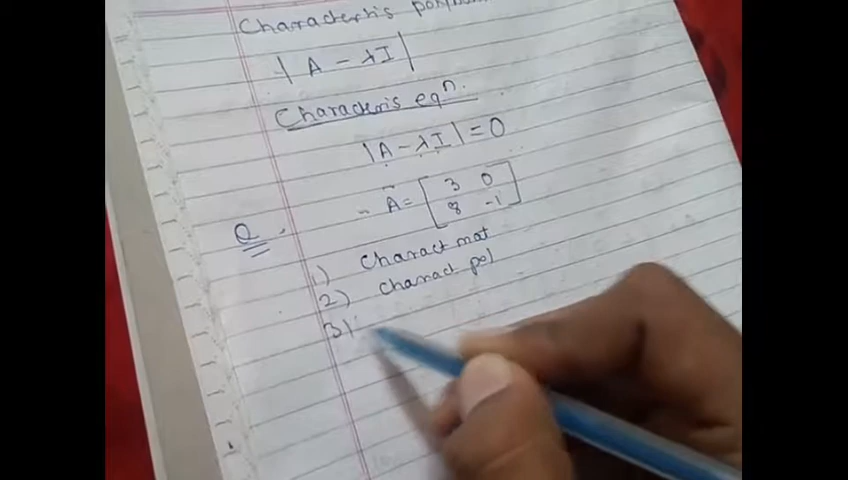 Characteris
| A - λI |
Characteris eqn.
|A - λI| = 0
Q. A = [ 3 0
8 -1 ]
1) Charact mat
2) charact pol
3)